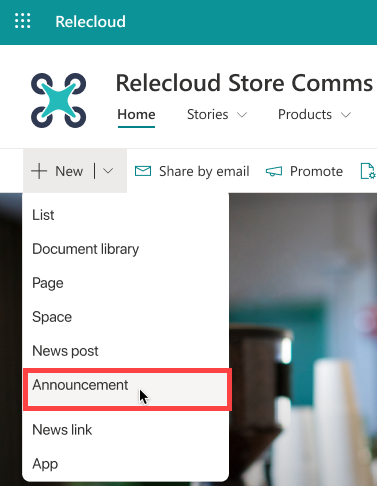 Relecloud
Relecloud Store Comms
Home Stories Products
New Share by email Promote
List
Document library
Page
Space
News post
Announcement
News link
App